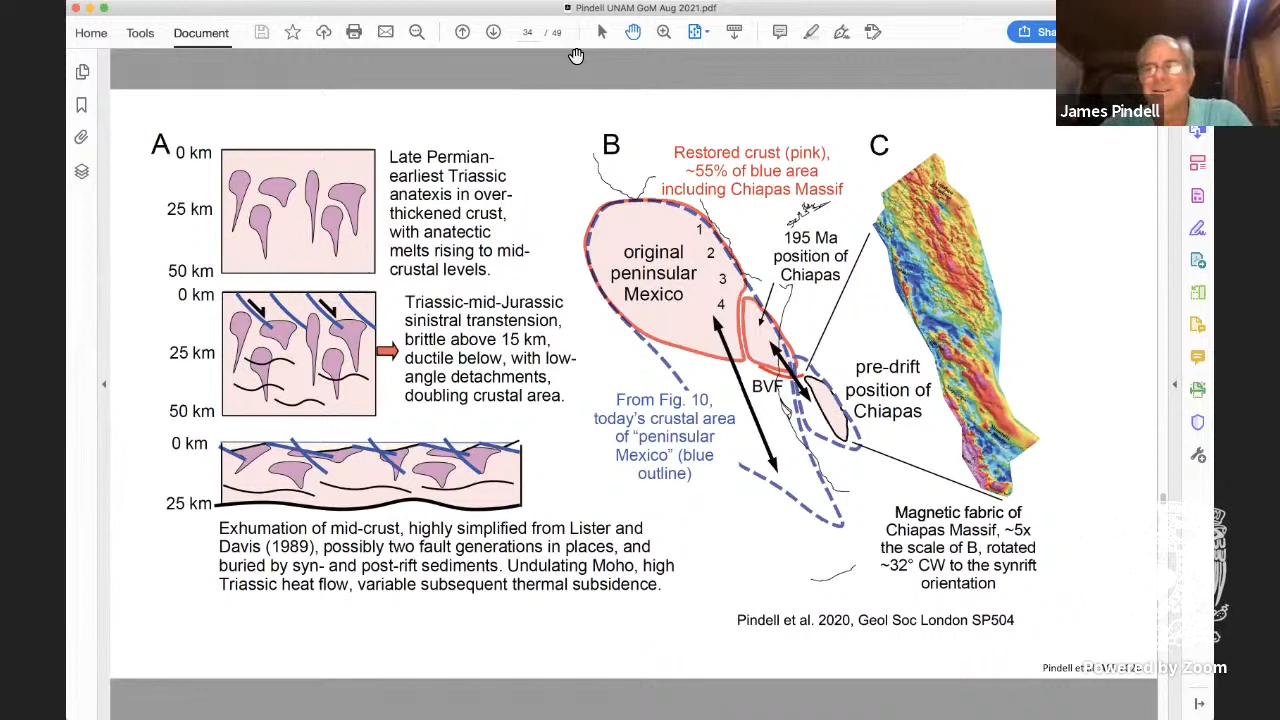 Pindell UNAM GoM Aug 2021.pdf
Home
Tools
Document
34 / 49
Sha
James Pindell
A
0 km
25 km
50 km
Late Permian-
earliest Triassic
anatexis in over-
thickened crust,
with anatectic
melts rising to mid-
crustal levels.
0 km
25 km
50 km
Triassic-mid-Jurassic
sinistral transtension,
brittle above 15 km,
ductile below, with low-
angle detachments,
doubling crustal area.
0 km
25 km
Exhumation of mid-crust, highly simplified from Lister and
Davis (1989), possibly two fault generations in places, and
buried by syn- and post-rift sediments. Undulating Moho, high
Triassic heat flow, variable subsequent thermal subsidence.
B
Restored crust (pink),
~55% of blue area
including Chiapas Massif
195 Ma
position of
Chiapas
original
peninsular
Mexico
1
2
3
4
BVF
From Fig. 10,
today's crustal area
of "peninsular
Mexico" (blue
outline)
C
pre-drift
position of
Chiapas
Magnetic fabric of
Chiapas Massif, ~5x
the scale of B, rotated
~32° CW to the synrift
orientation
Pindell et al. 2020, Geol Soc London SP504
Pindell et al
Powered by Zoom